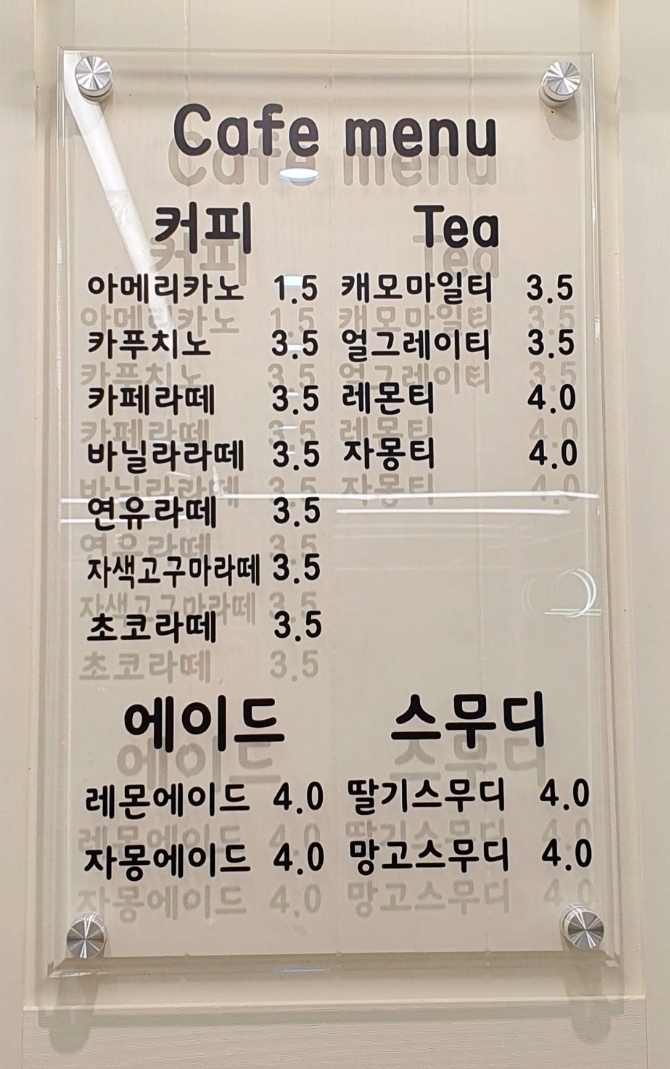 Cafe menu
커피
아메리카노 1.5
카푸치노 3.5
카페라떼 3.5
바닐라라떼 3.5
연유라떼 3.5
자색고구마라떼 3.5
초코라떼 3.5
Tea
캐모마일티 3.5
얼그레이티 3.5
레몬티 4.0
자몽티 4.0
에이드
레몬에이드 4.0
자몽에이드 4.0
스무디
딸기스무디 4.0
망고스무디 4.0